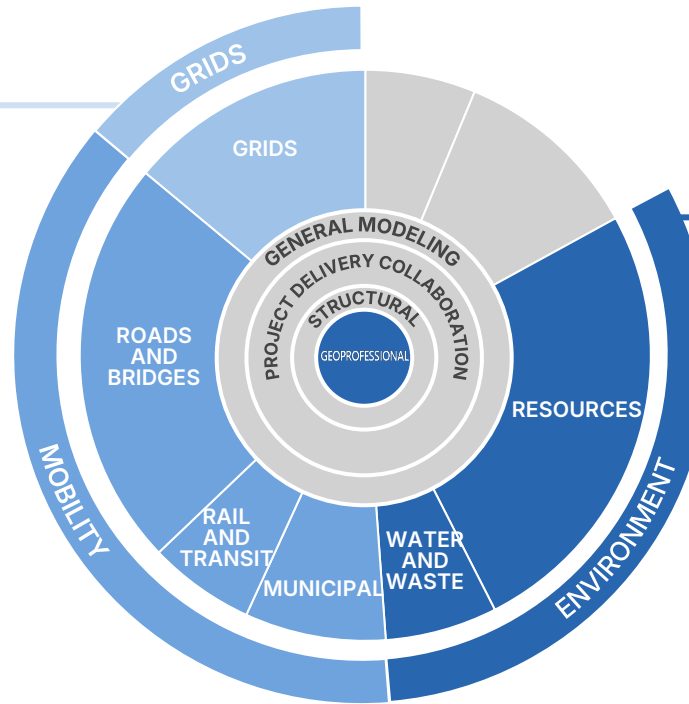 GRIDS
GRIDS
GENERAL MODELING
PROJECT DELIVERY COLLABORATION
STRUCTURAL
GEOPROFESSIONAL
ROADS
AND
BRIDGES
RESOURCES
MOBILITY
RAIL
AND
TRANSIT
MUNICIPAL
WATER
AND
WASTE
ENVIRONMENT